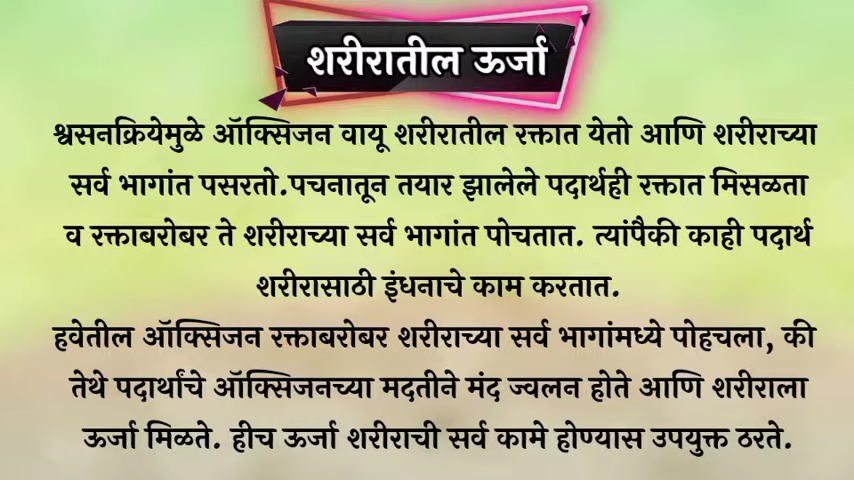 शरीरातील ऊर्जा
श्वसनक्रियेमुळे ऑक्सिजन वायू शरीरातील रक्तात येतो आणि शरीराच्या
सर्व भागांत पसरतो.पचनातून तयार झालेले पदार्थही रक्तात मिसळता
व रक्ताबरोबर ते शरीराच्या सर्व भागांत पोचतात. त्यांपैकी काही पदार्थ
शरीरासाठी इंधनाचे काम करतात.
हवेतील ऑक्सिजन रक्ताबरोबर शरीराच्या सर्व भागांमध्ये पोहचला, की
तेथे पदार्थांचे ऑक्सिजनच्या मदतीने मंद ज्वलन होते आणि शरीराला
ऊर्जा मिळते. हीच ऊर्जा शरीराची सर्व कामे होण्यास उपयुक्त ठरते.